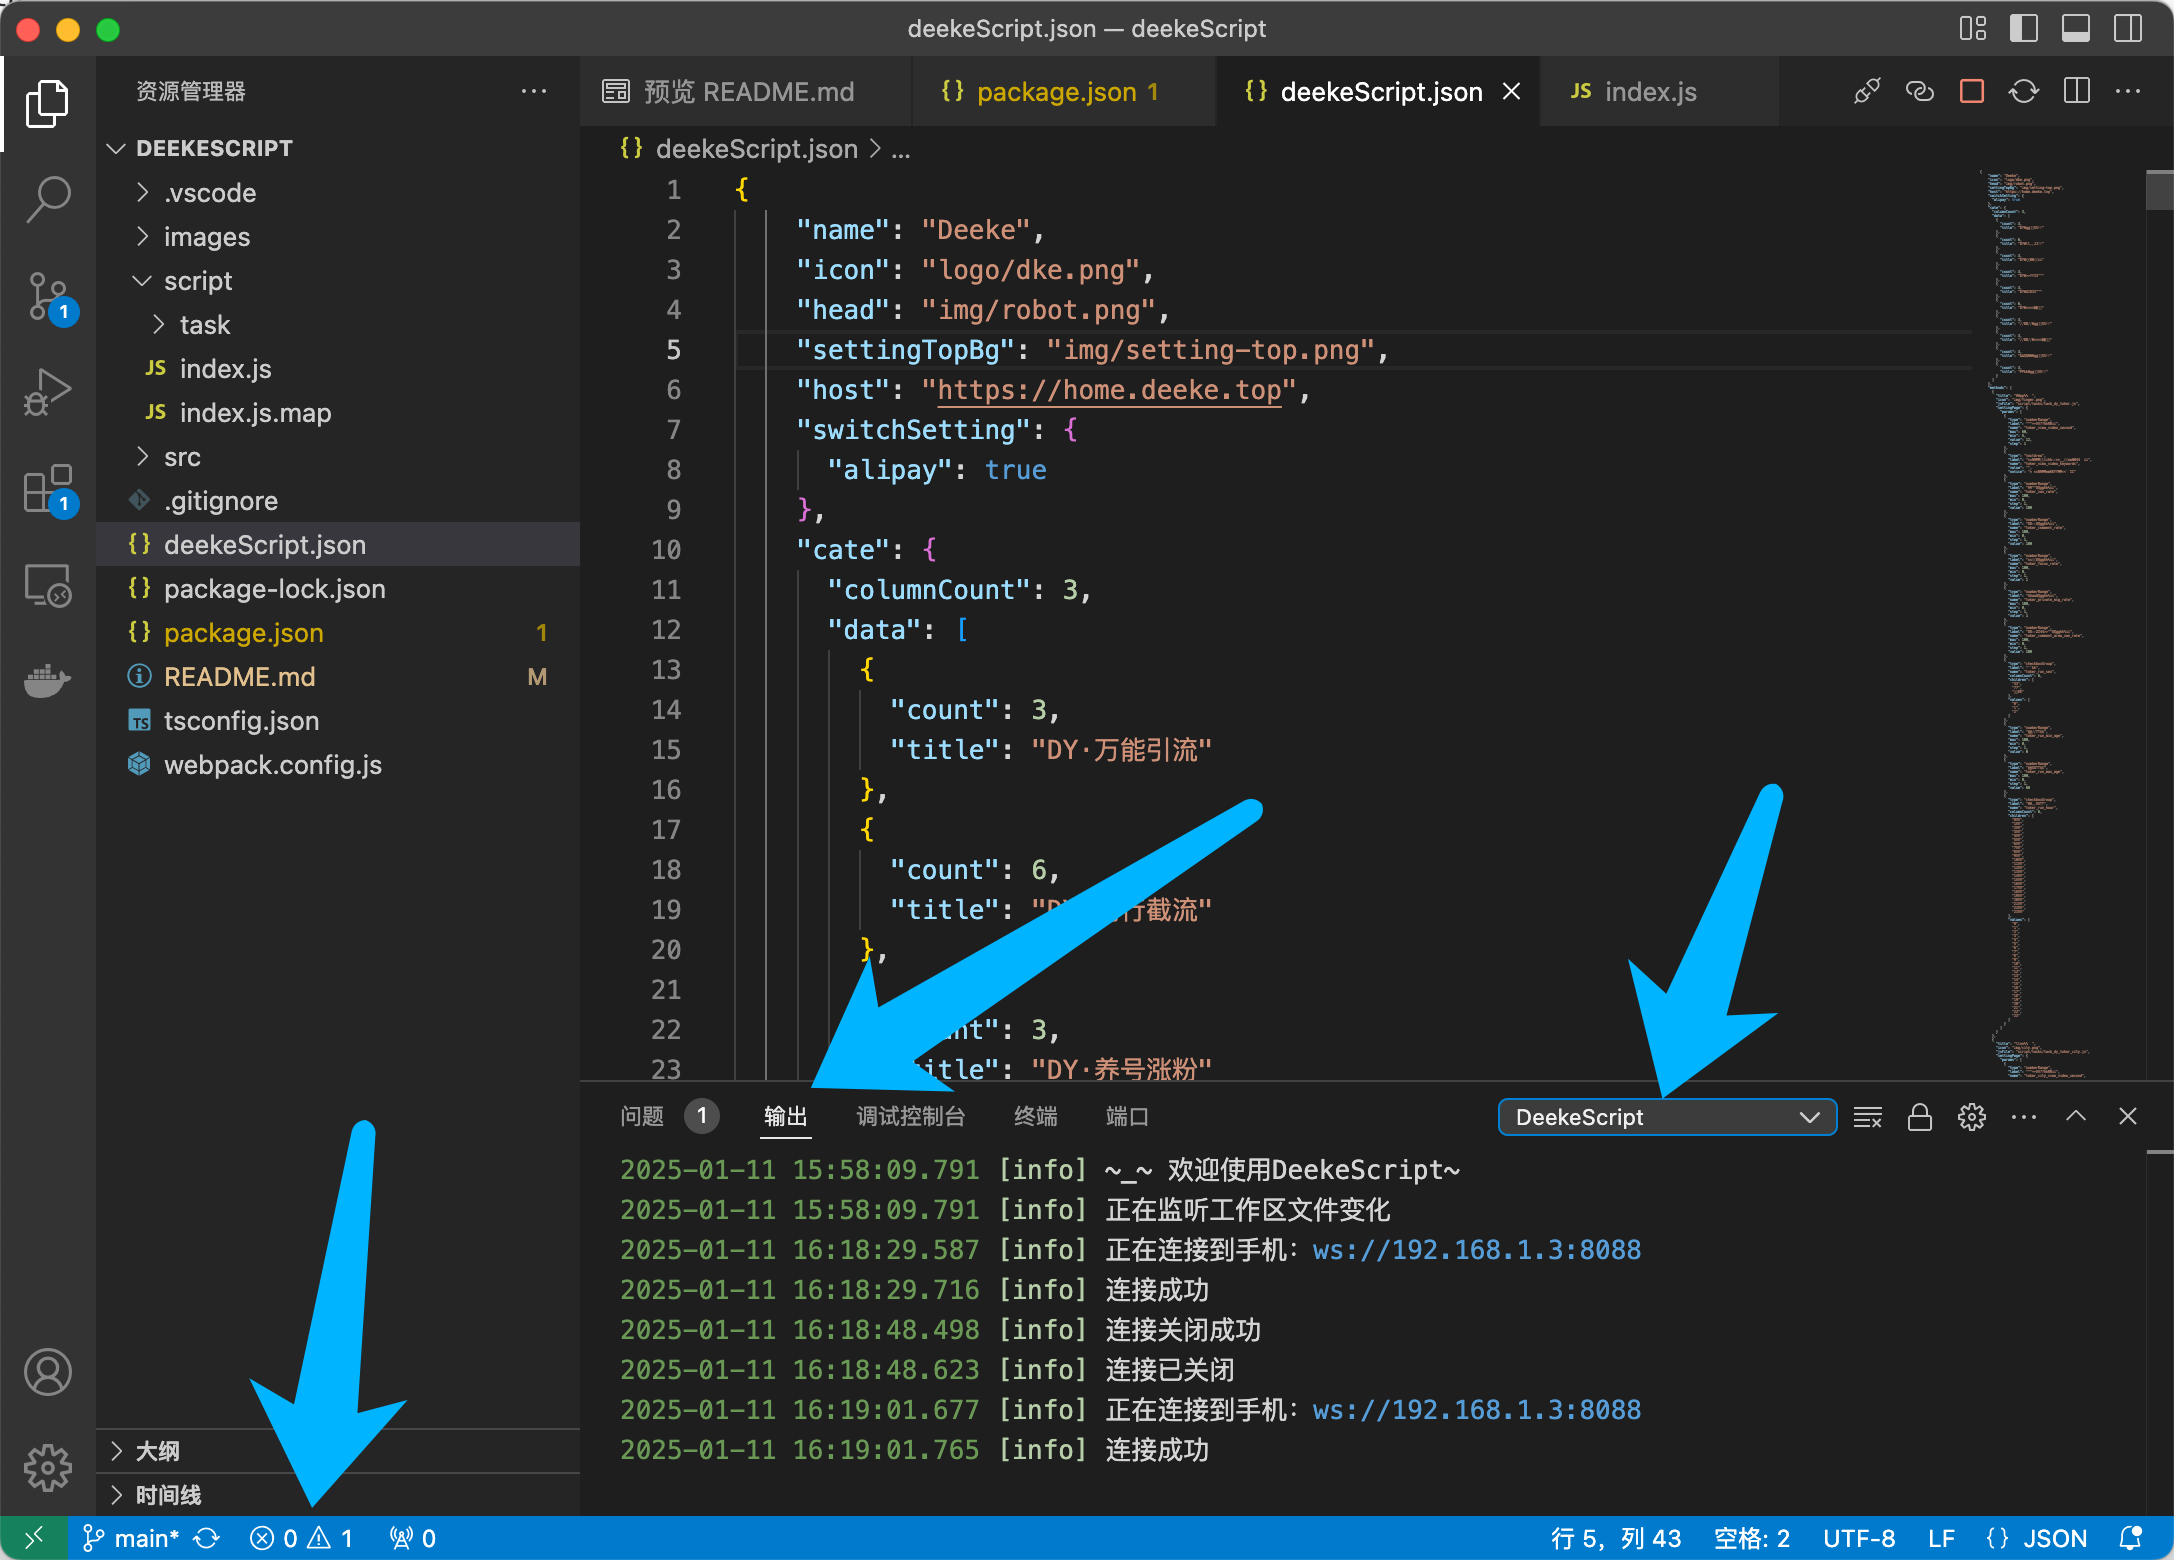 deekeScript.json — deekeScript
资源管理器
预览 README.md
package.json 1
deekeScript.json
JS index.js
DEEKESCRIPT
.vscode
images
script
task
JS index.js
JS index.js.map
src
.gitignore
{} deekeScript.json
{} package-lock.json
{} package.json 1
README.md M
TS tsconfig.json
webpack.config.js
大纲
时间线
1
1
{} deekeScript.json > ...
1 {
2 "name": "Deeke",
3 "icon": "logo/dke.png",
4 "head": "img/robot.png",
5 "settingTopBg": "img/setting-top.png",
6 "host": "https://home.deeke.top",
7 "switchSetting": {
8 "alipay": true
9 },
10 "cate": {
11 "columnCount": 3,
12 "data": [
13 {
14 "count": 3,
15 "title": "DY·万能引流"
16 },
17 {
18 "count": 6,
19 "title": "行截流"
20 },
21
22 3,
23 "DY·养号涨粉"
问题 1 输出 调试控制台 终端 端口 DeekeScript
2025-01-11 15:58:09.791 [info] ~_~ 欢迎使用DeekeScript~
2025-01-11 15:58:09.791 [info] 正在监听工作区文件变化
2025-01-11 16:18:29.587 [info] 正在连接到手机：ws://192.168.1.3:8088
2025-01-11 16:18:29.716 [info] 连接成功
2025-01-11 16:18:48.498 [info] 连接关闭成功
2025-01-11 16:18:48.623 [info] 连接已关闭
2025-01-11 16:19:01.677 [info] 正在连接到手机：ws://192.168.1.3:8088
2025-01-11 16:19:01.765 [info] 连接成功
main* 0 1 0 行 5，列 43 空格: 2 UTF-8 LF {} JSON